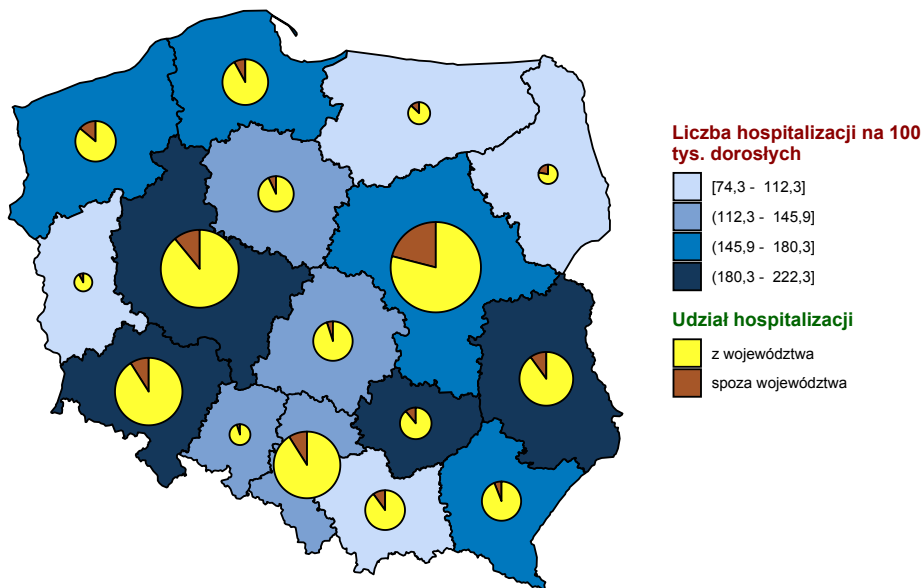 Liczba hospitalizacji na 100
tys. dorosłych
[74,3 - 112,3]
(112,3 - 145,9]
(145,9 - 180,3]
(180,3 - 222,3]
Udział hospitalizacji
z województwa
spoza województwa